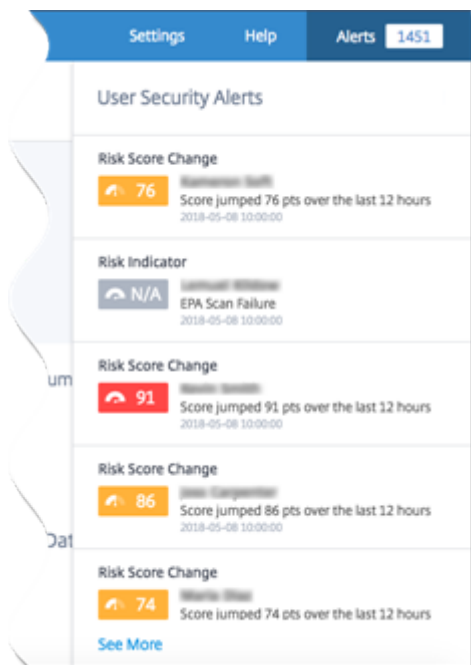 Settings Help Alerts 1451
User Security Alerts
Risk Score Change
76
Score jumped 76 pts over the last 12 hours
2018-05-08 10:00:00
Risk Indicator
N/A
EPA Scan Failure
2018-05-08 10:00:00
um
Risk Score Change
91
Score jumped 91 pts over the last 12 hours
2018-05-08 10:00:00
Risk Score Change
86
Score jumped 86 pts over the last 12 hours
2018-05-08 10:00:00
Dat
Risk Score Change
74
Score jumped 74 pts over the last 12 hours
See More